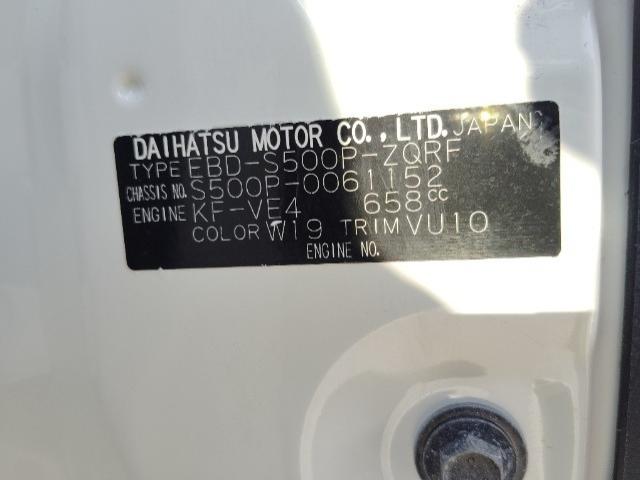 DAIHATSU MOTOR CO., LTD. JAPAN
TYPE EBD-S500P-ZQRF
CHASSIS NO. S500P-0061152
ENGINE KF-VE4 658cc
COLOR W19 TRIM VU10
ENGINE NO.